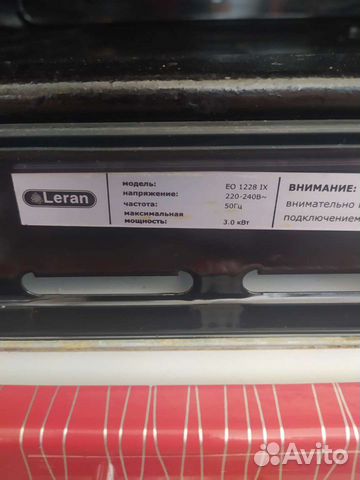 Leran
модель: EO 1228 IX
напряжение: 220-240В~
частота: 50Гц
максимальная
мощность: 3.0 кВт
ВНИМАНИЕ:
внимательно
подключением
Avito